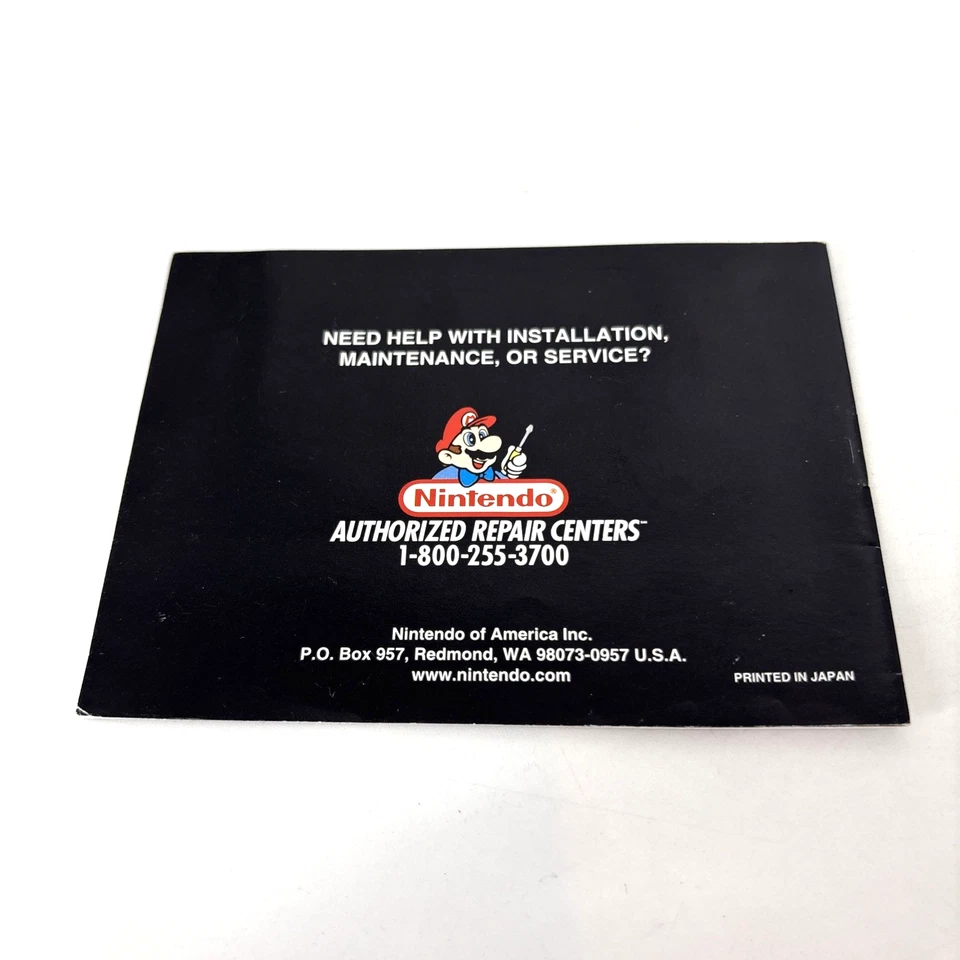 NEED HELP WITH INSTALLATION,
MAINTENANCE, OR SERVICE?
M
Nintendo®
AUTHORIZED REPAIR CENTERS™
1-800-255-3700
Nintendo of America Inc.
P.O. Box 957, Redmond, WA 98073-0957 U.S.A.
www.nintendo.com
PRINTED IN JAPAN